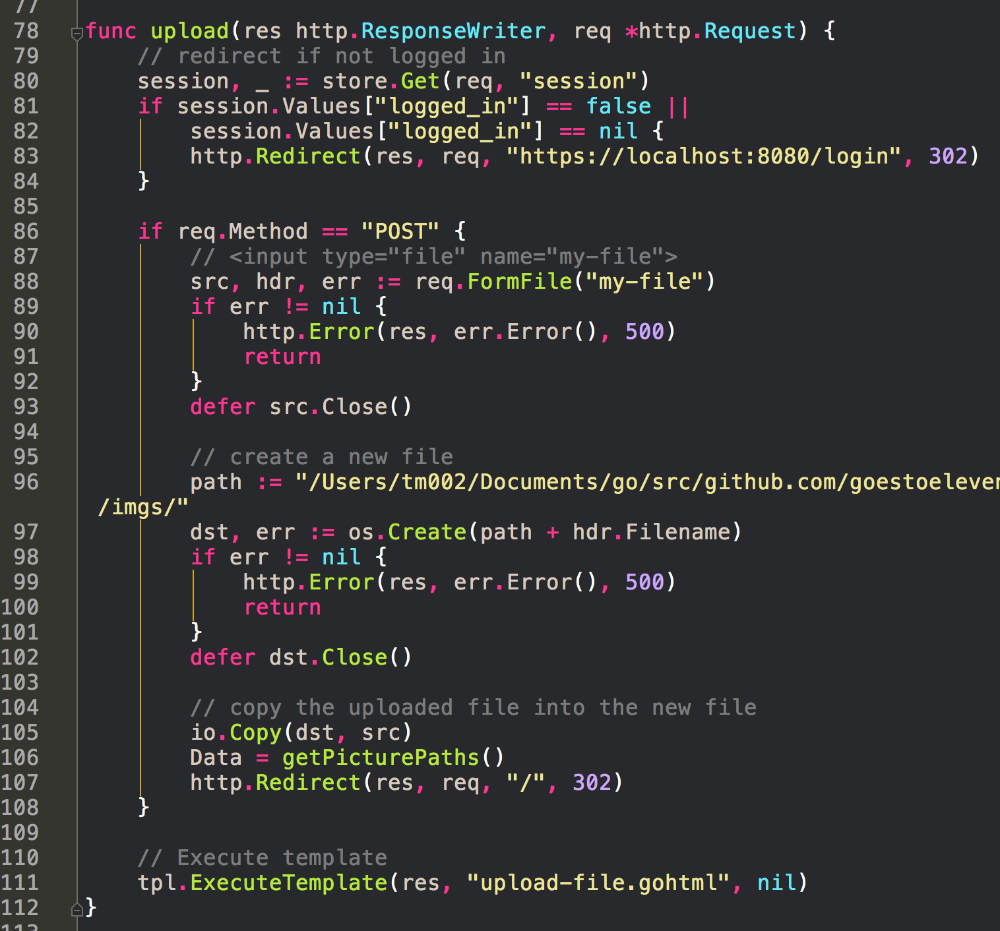 77
78 func upload(res http.ResponseWriter, req *http.Request) {
79 // redirect if not logged in
80 session, _ := store.Get(req, "session")
81 if session.Values["logged_in"] == false ||
82 session.Values["logged_in"] == nil {
83 http.Redirect(res, req, "https://localhost:8080/login", 302)
84 }
85
86 if req.Method == "POST" {
87 // <input type="file" name="my-file">
88 src, hdr, err := req.FormFile("my-file")
89 if err != nil {
90 http.Error(res, err.Error(), 500)
91 return
92 }
93 defer src.Close()
94
95 // create a new file
96 path := "/Users/tm002/Documents/go/src/github.com/goestoeleven
/imgs/"
97 dst, err := os.Create(path + hdr.Filename)
98 if err != nil {
99 http.Error(res, err.Error(), 500)
100 return
101 }
102 defer dst.Close()
103
104 // copy the uploaded file into the new file
105 io.Copy(dst, src)
106 Data = getPicturePaths()
107 http.Redirect(res, req, "/", 302)
108 }
109
110 // Execute template
111 tpl.ExecuteTemplate(res, "upload-file.gohtml", nil)
112 }
113